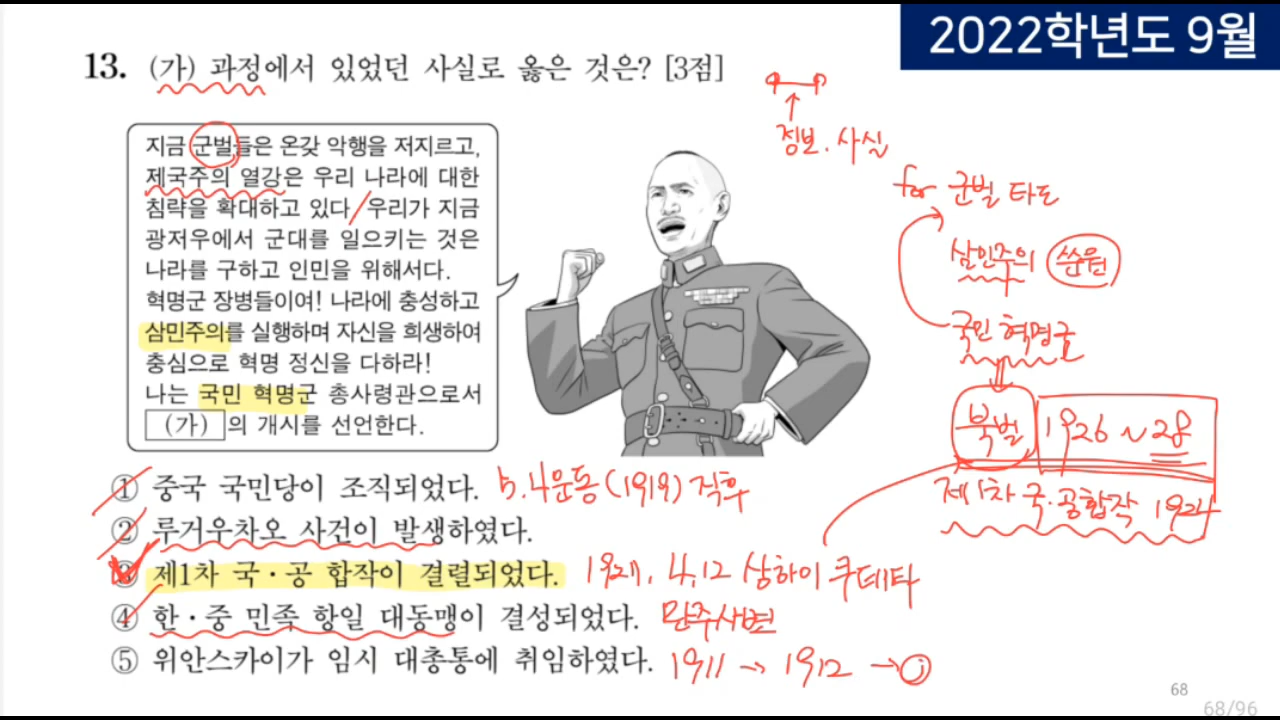 2022학년도 9월
13. (가) 과정에서 있었던 사실로 옳은 것은? [3점]
지금 군벌들은 온갖 악행을 저지르고,
제국주의 열강은 우리 나라에 대한
침략을 확대하고 있다. 우리가 지금
광저우에서 군대를 일으키는 것은
나라를 구하고 인민을 위해서다.
혁명군 장병들이여! 나라에 충성하고
삼민주의를 실행하며 자신을 희생하여
충심으로 혁명 정신을 다하라!
나는 국민 혁명군 총사령관으로서
(가) 의 개시를 선언한다.
정보. 사실
for 군벌 타도
삼민주의 쑨원
국민 혁명군
북벌 1926 ~ 28
제1차 국·공합작 1924
① 중국 국민당이 조직되었다. 5.4운동 (1919) 직후
② 루거우차오 사건이 발생하였다.
③ 제1차 국·공 합작이 결렬되었다. 1927. 4.12 상하이 쿠데타
④ 한·중 민족 항일 대동맹이 결성되었다. 만주사변
⑤ 위안스카이가 임시 대총통에 취임하였다. 1911 → 1912 →
68
68/96